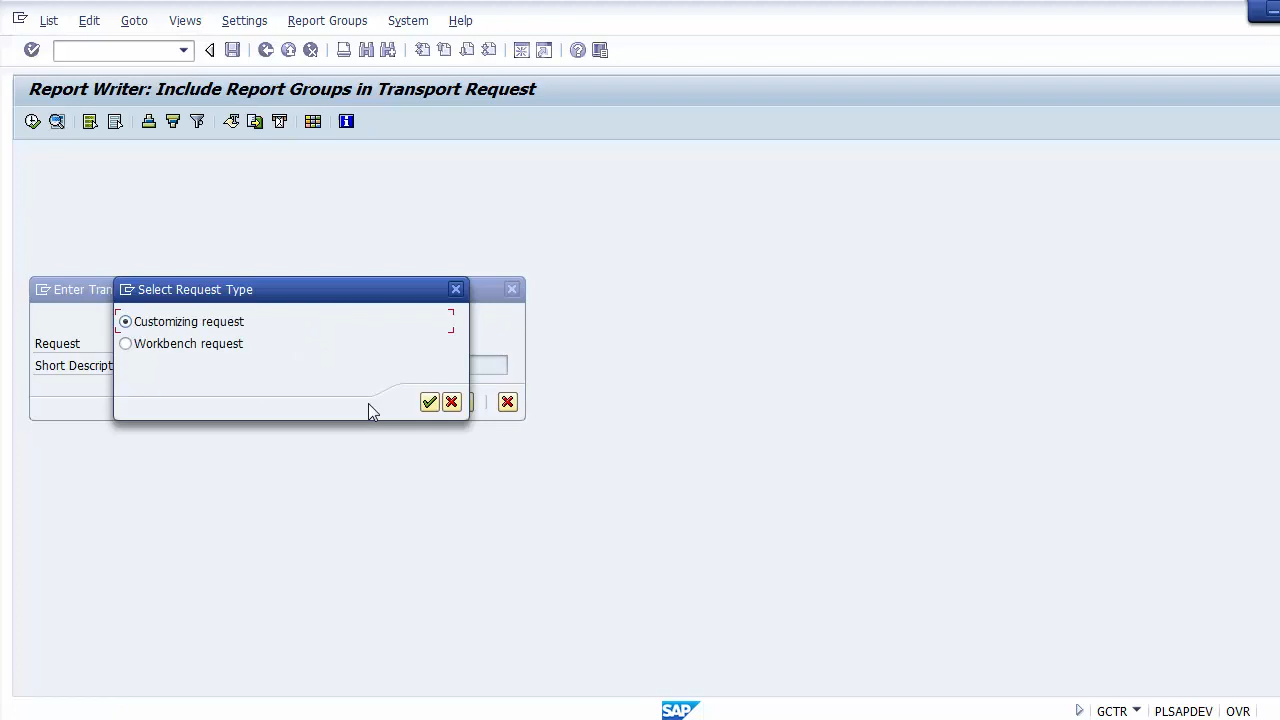 List Edit Goto Views Settings Report Groups System Help
Report Writer: Include Report Groups in Transport Request
Enter Tran
Select Request Type
Customizing request
Request
Workbench request
Short Descript
SAP
GCTR PLSAPDEV OVR